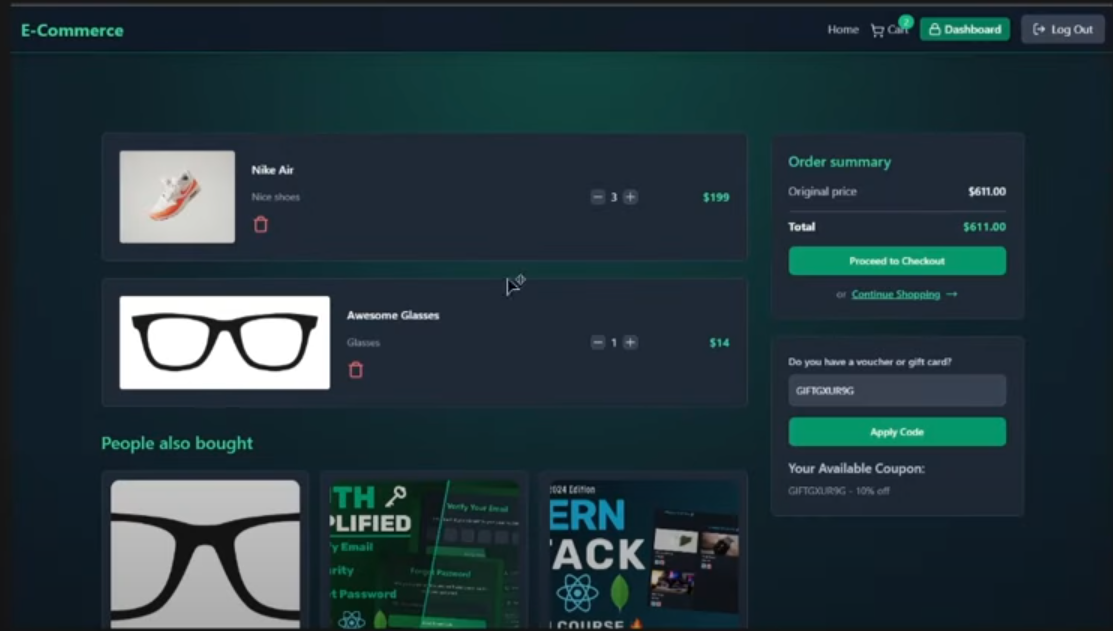 E-Commerce
Home
Cart
2
Dashboard
Log Out
Nike Air
Nice shoes
3
$199
Awesome Glasses
Glasses
1
$14
Order summary
Original price
$611.00
Total
$611.00
Proceed to Checkout
or Continue Shopping →
Do you have a voucher or gift card?
GIFTGXUR9G
Apply Code
Your Available Coupon:
GIFTGXUR9G - 10% off
People also bought
TH
PLIFIED
y Email
rity
t Password
Verify Your Email
Forgot Password
2024 Edition
ERN
TACK
COURSE